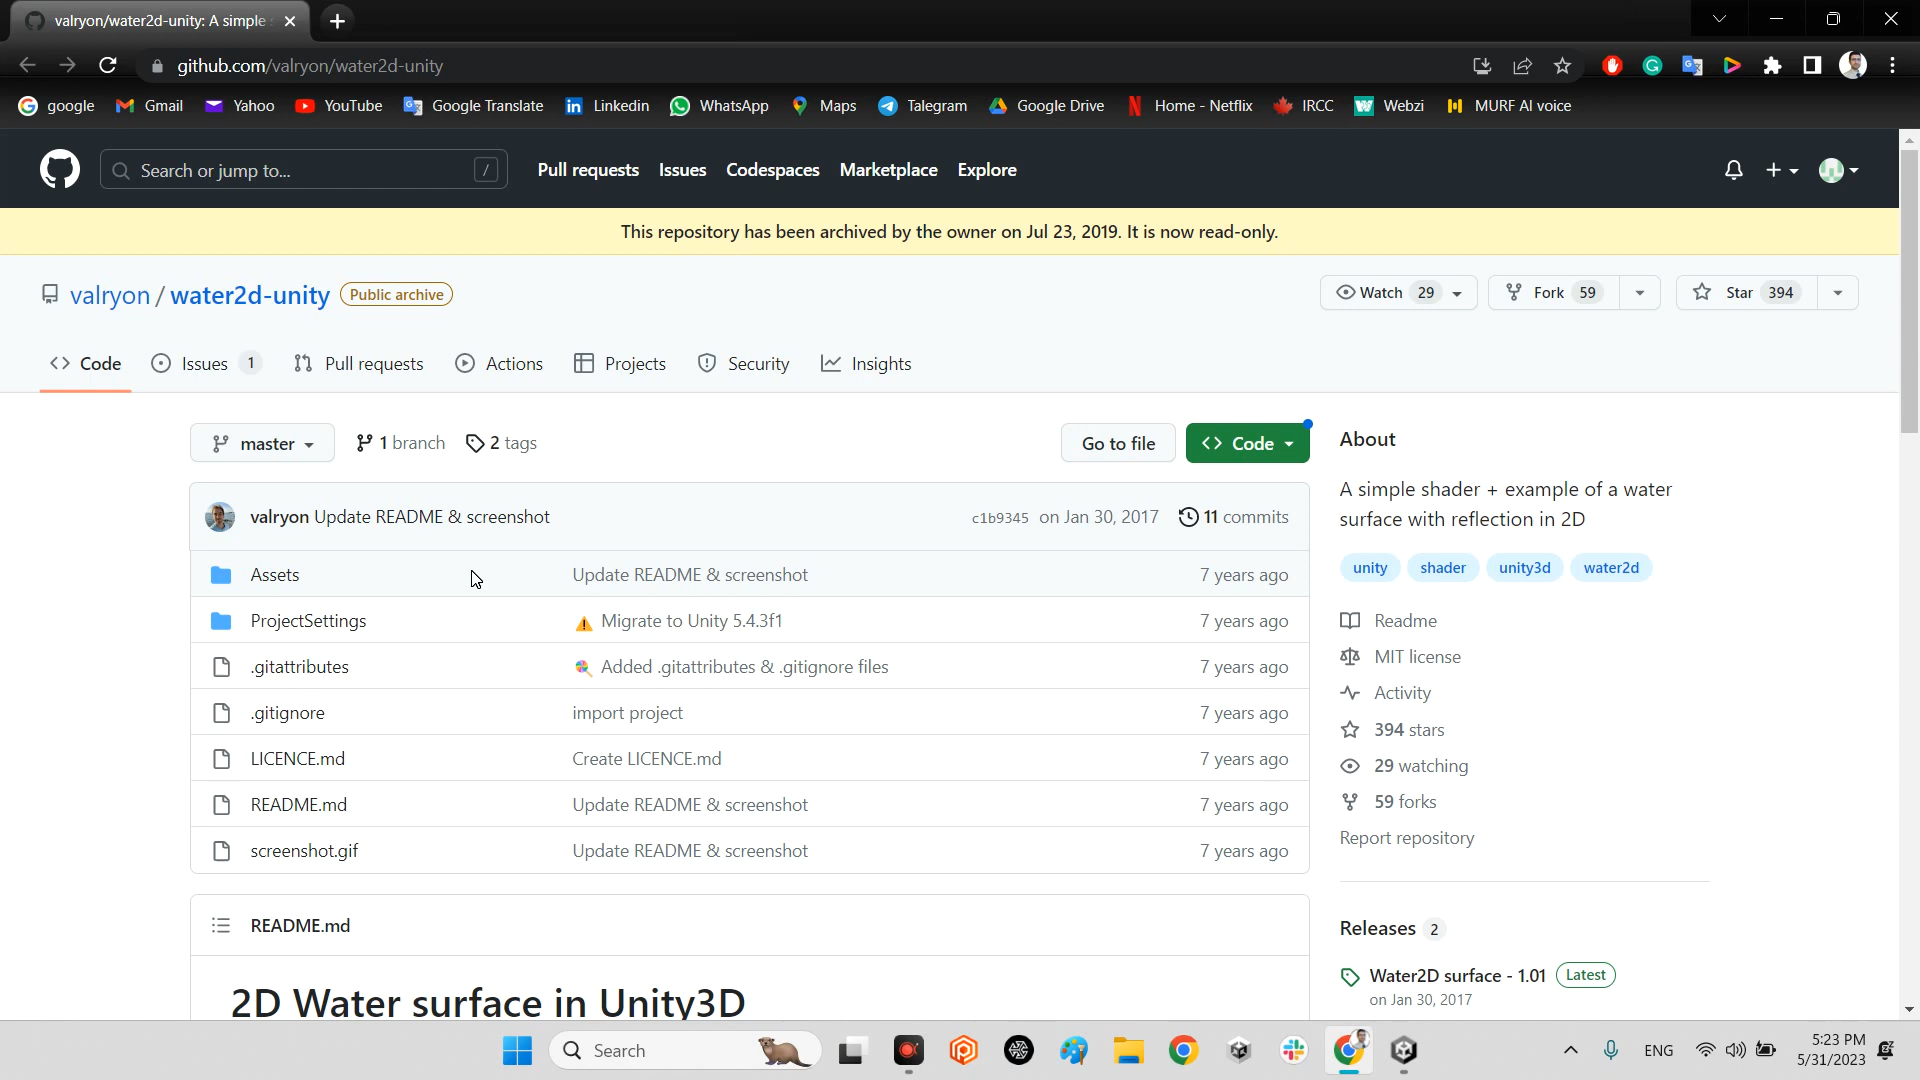 valryon/water2d-unity: A simple
github.com/valryon/water2d-unity
google Gmail Yahoo YouTube Google Translate Linkedin WhatsApp Maps Talegram Google Drive Home - Netflix IRCC Webzi MURF AI voice
Search or jump to... / Pull requests Issues Codespaces Marketplace Explore
This repository has been archived by the owner on Jul 23, 2019. It is now read-only.
valryon / water2d-unity Public archive Watch 29 Fork 59 Star 394
Code Issues 1 Pull requests Actions Projects Security Insights
master 1 branch 2 tags Go to file Code
valryon Update README & screenshot c1b9345 on Jan 30, 2017 11 commits
Assets Update README & screenshot 7 years ago
ProjectSettings Migrate to Unity 5.4.3f1 7 years ago
.gitattributes Added .gitattributes & .gitignore files 7 years ago
.gitignore import project 7 years ago
LICENCE.md Create LICENCE.md 7 years ago
README.md Update README & screenshot 7 years ago
screenshot.gif Update README & screenshot 7 years ago
README.md
2D Water surface in Unity3D
About
A simple shader + example of a water
surface with reflection in 2D
unity shader unity3d water2d
Readme
MIT license
Activity
394 stars
29 watching
59 forks
Report repository
Releases 2
Water2D surface - 1.01 Latest
on Jan 30, 2017
Search ENG 5:23 PM
5/31/2023